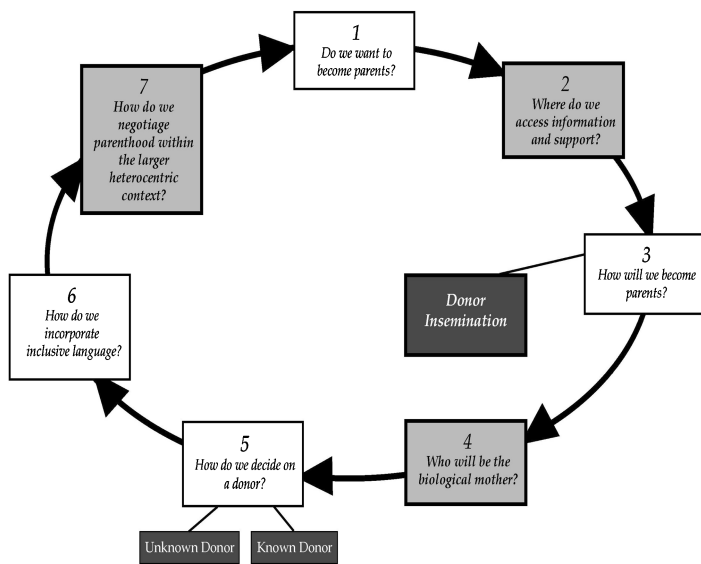 1
Do we want to
become parents?
2
Where do we
access information
and support?
3
How will we become
parents?
Donor
Insemination
4
Who will be the
biological mother?
5
How do we decide on
a donor?
Unknown Donor
Known Donor
6
How do we
incorporate
inclusive language?
7
How do we
negotiage
parenthood within
the larger
heterocentric
context?